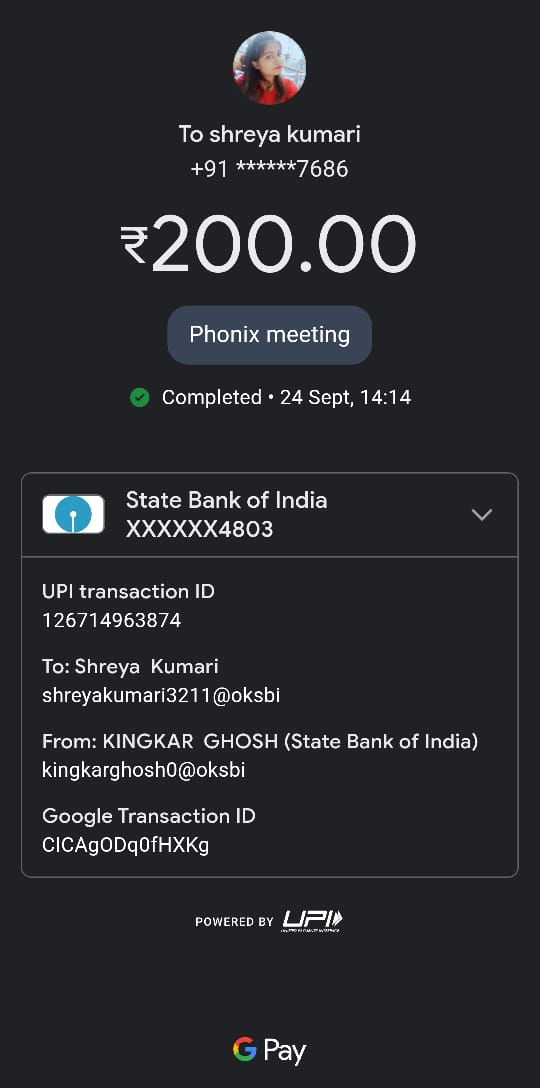 To shreya kumari
+91 ******7686
₹200.00
Phonix meeting
Completed • 24 Sept, 14:14
State Bank of India
XXXXXX4803
UPI transaction ID
126714963874
To: Shreya  Kumari
shreyakumari3211@oksbi
From: KINGKAR  GHOSH (State Bank of India)
kingkarghosh0@oksbi
Google Transaction ID
CICAgODq0fHXKg
POWERED BY UPI
G Pay